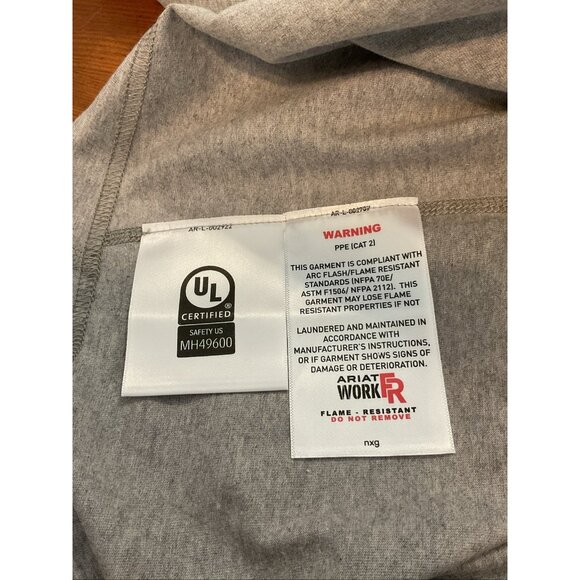 AR-L-002922
UL
®
CERTIFIED
SAFETY US
MH49600
WARNING
PPE (CAT 2)
THIS GARMENT IS COMPLIANT WITH
ARC FLASH/FLAME RESISTANT
STANDARDS (NFPA 70E/
ASTM F1506/ NFPA 2112). THIS
GARMENT MAY LOSE FLAME
RESISTANT PROPERTIES IF NOT
LAUNDERED AND MAINTAINED IN
ACCORDANCE WITH
MANUFACTURER'S INSTRUCTIONS,
OR IF GARMENT SHOWS SIGNS OF
DAMAGE OR DETERIORATION.
ARIAT
WORK FR
FLAME - RESISTANT
DO NOT REMOVE
nxg